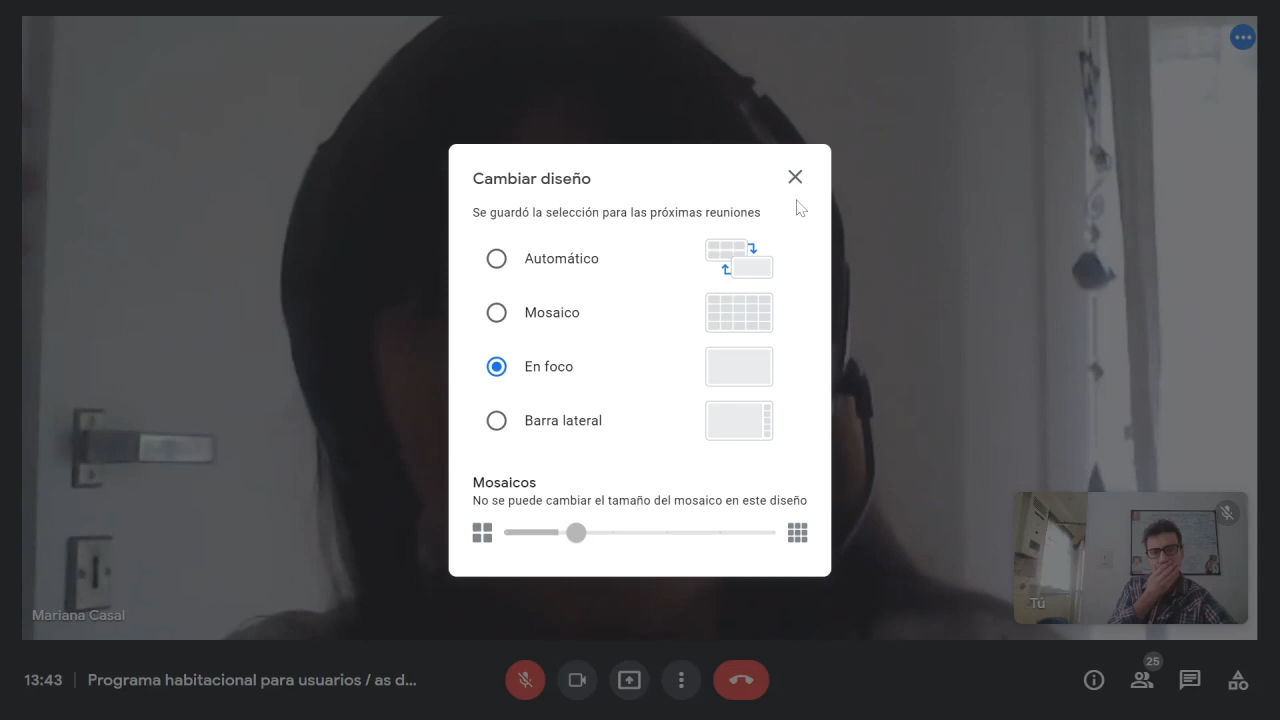 Cambiar diseño
Se guardó la selección para las próximas reuniones
Automático
Mosaico
En foco
Barra lateral
Mosaicos
No se puede cambiar el tamaño del mosaico en este diseño
Tú
Mariana Casal
13:43
Programa habitacional para usuarios / as d...
25